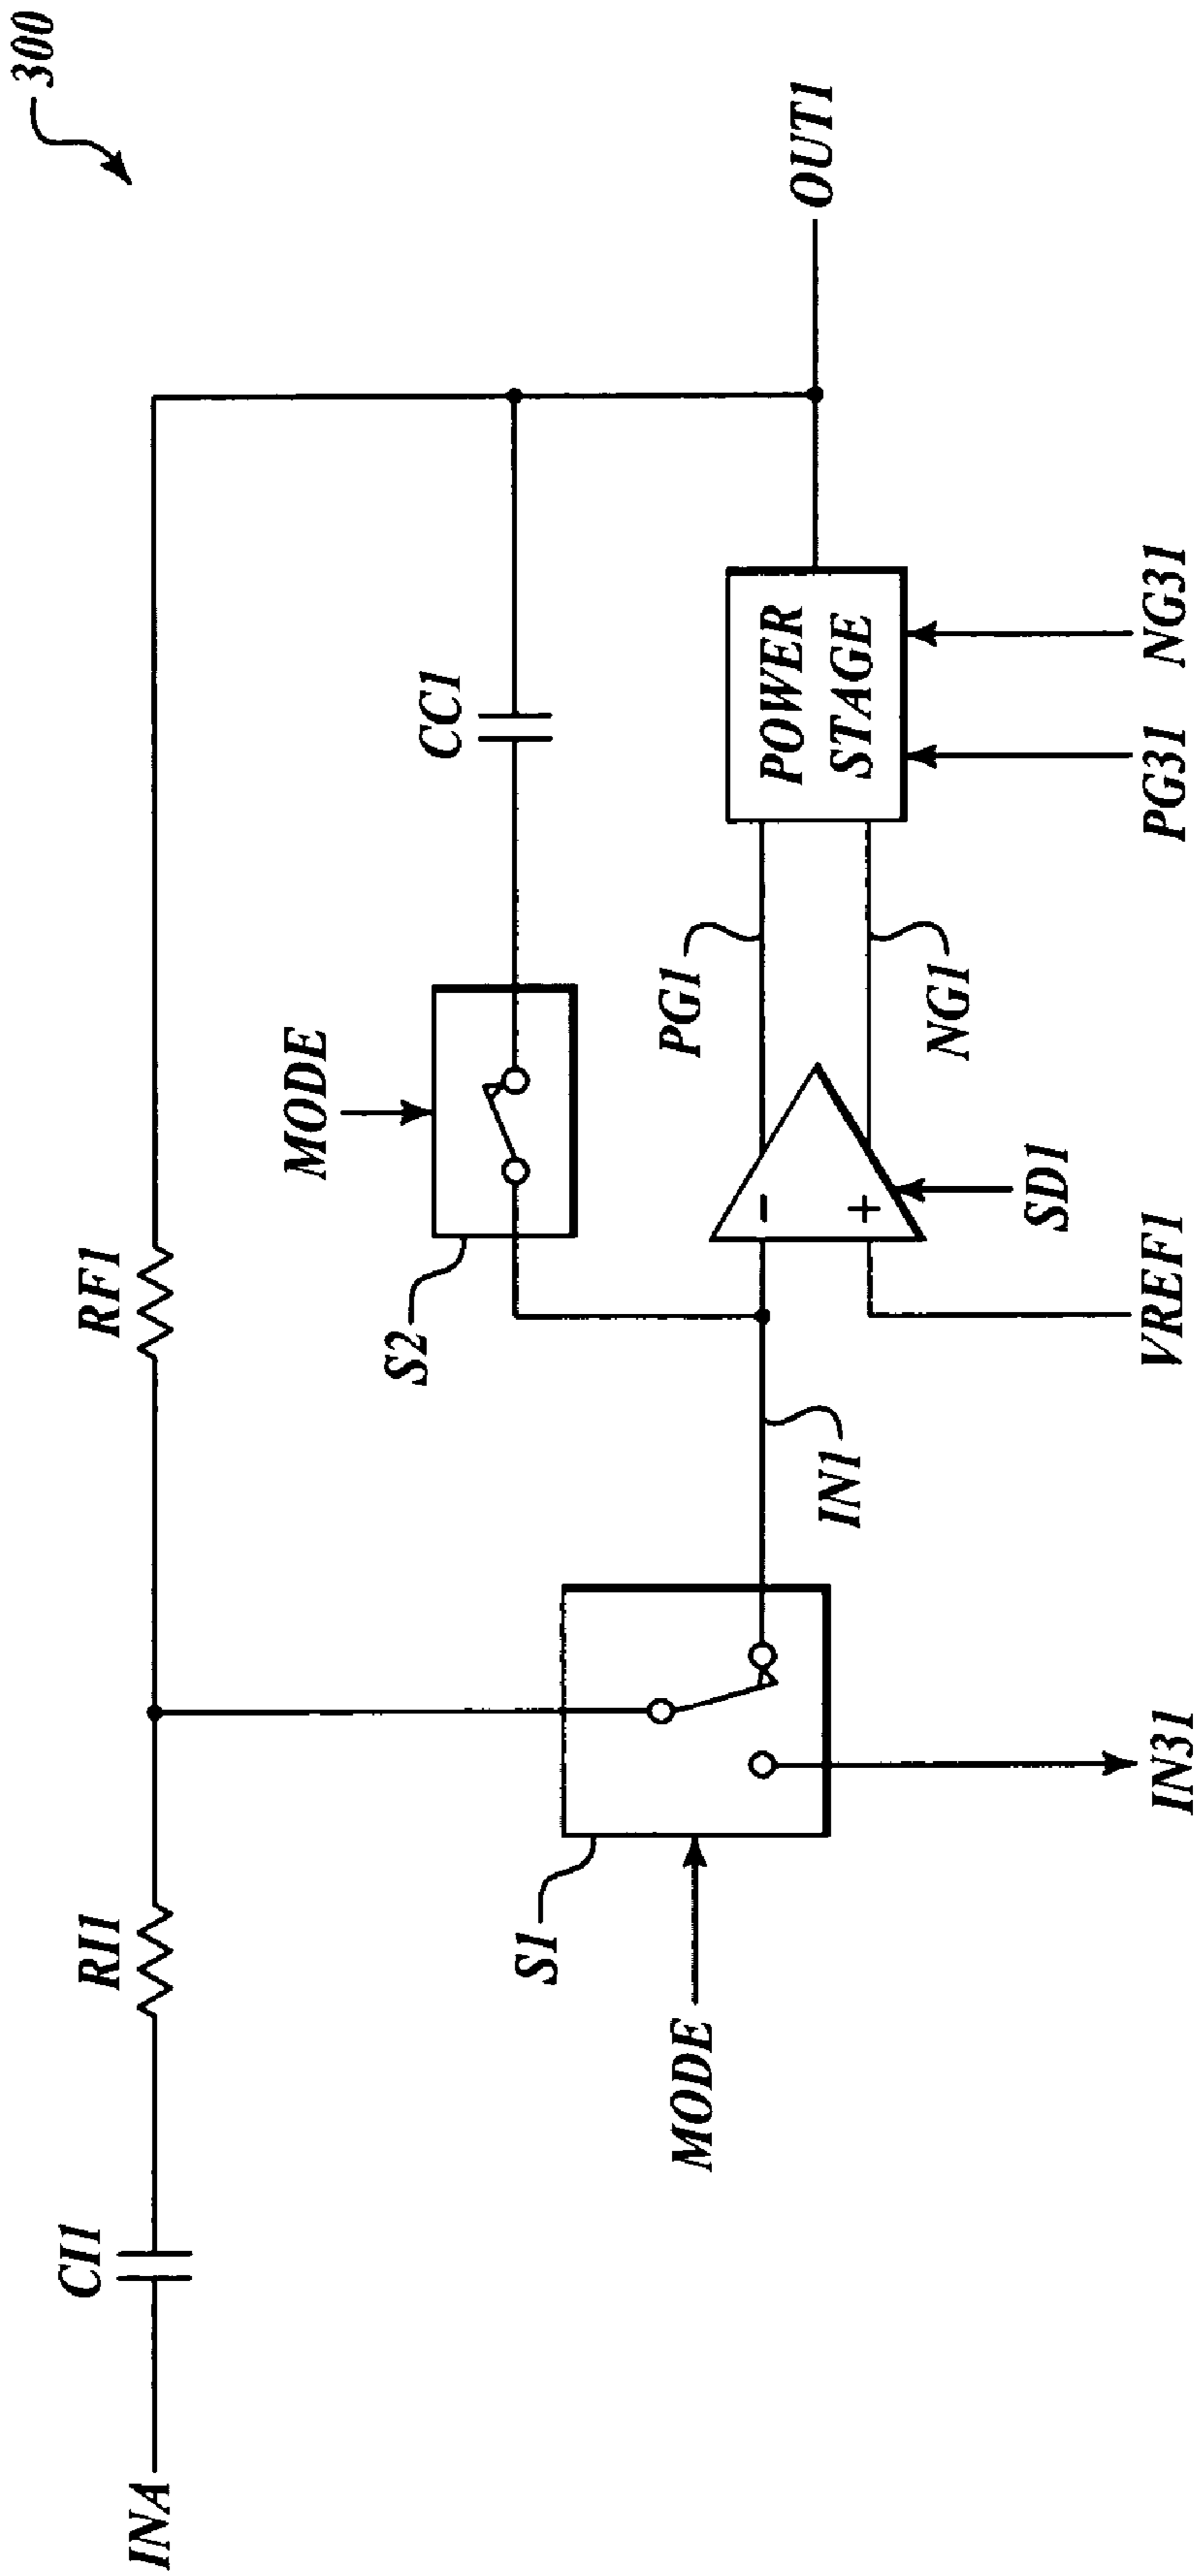 300
INA
CI1
RI1
RF1
MODE
S2
CC1
OUT1
S1
MODE
IN1
PG1
NG1
POWER
STAGE
SD1
VREF1
IN31
PG31
NG31
-
+